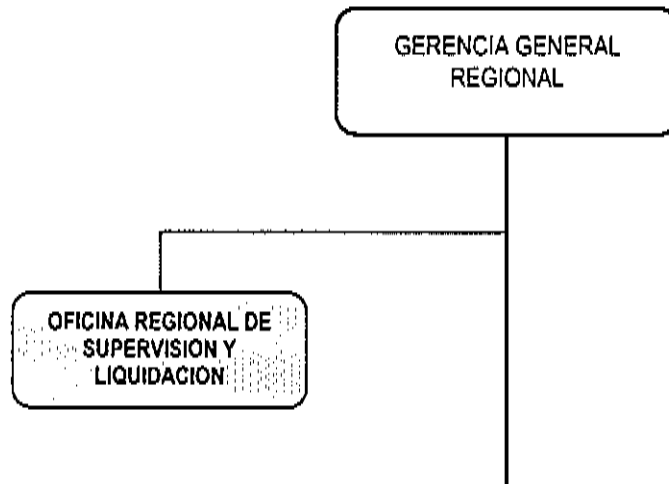 GERENCIA GENERAL
REGIONAL
OFICINA REGIONAL DE
SUPERVISION Y
LIQUIDACION